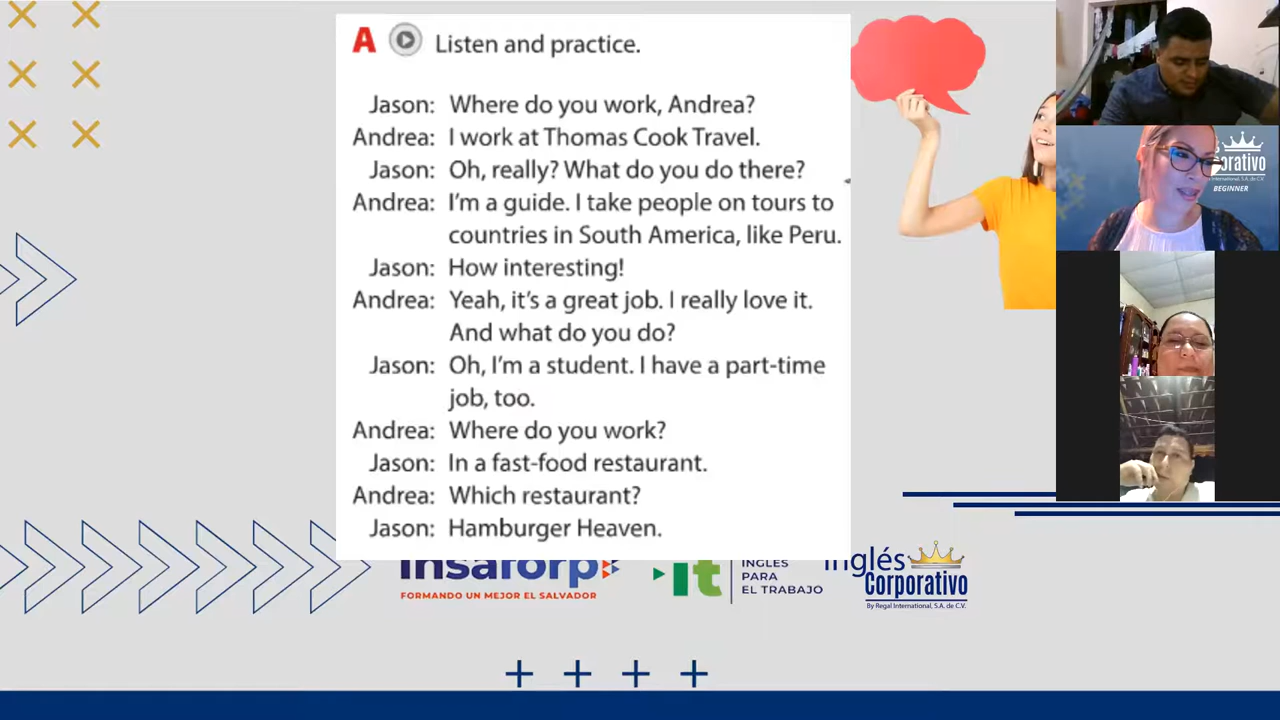 A Listen and practice.
Jason: Where do you work, Andrea?
Andrea: I work at Thomas Cook Travel.
Jason: Oh, really? What do you do there?
Andrea: I'm a guide. I take people on tours to
countries in South America, like Peru.
Jason: How interesting!
Andrea: Yeah, it's a great job. I really love it.
And what do you do?
Jason: Oh, I'm a student. I have a part-time
job, too.
Andrea: Where do you work?
Jason: In a fast-food restaurant.
Andrea: Which restaurant?
Jason: Hamburger Heaven.
insaforp
FORMANDO UN MEJOR EL SALVADOR
it
INGLÉS
PARA
EL TRABAJO
Inglés
Corporativo
By Regal International, S.A. de C.V.
BEGINNER